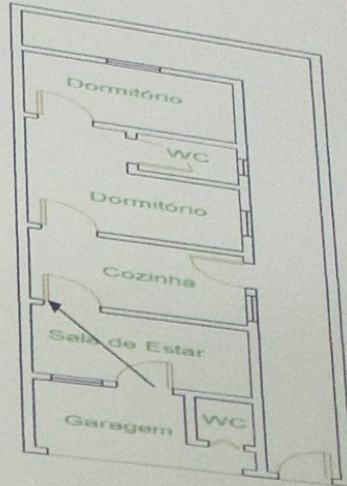 Dormitório
WC
Dormitório
Cozinha
Sala de Estar
Garagem
WC